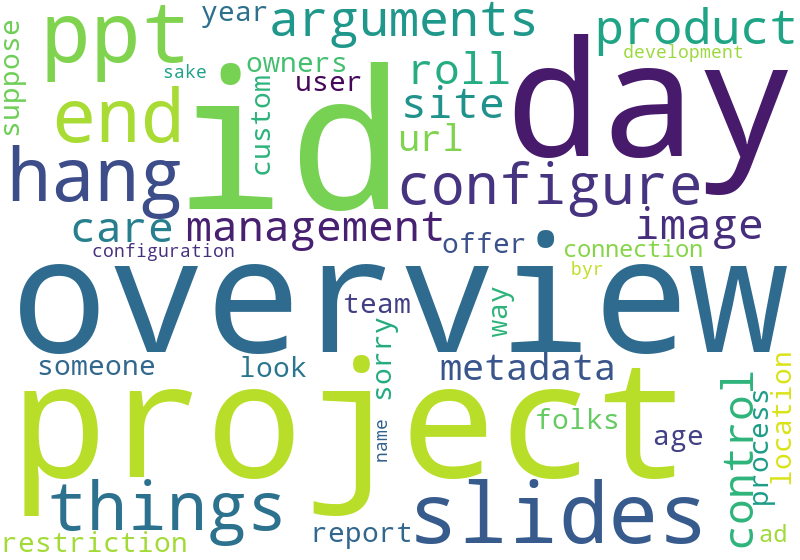 year
arguments
product
ppt
suppose
development
sake
owners
roll
id
day
user
custom
site
end
url
hang
configure
care
management
image
configuration
offer
connection
byr
overview
team
way
sorry
someone
look
metadata
project
control
process
location
folks
name
age
things
slides
report
restriction
ad